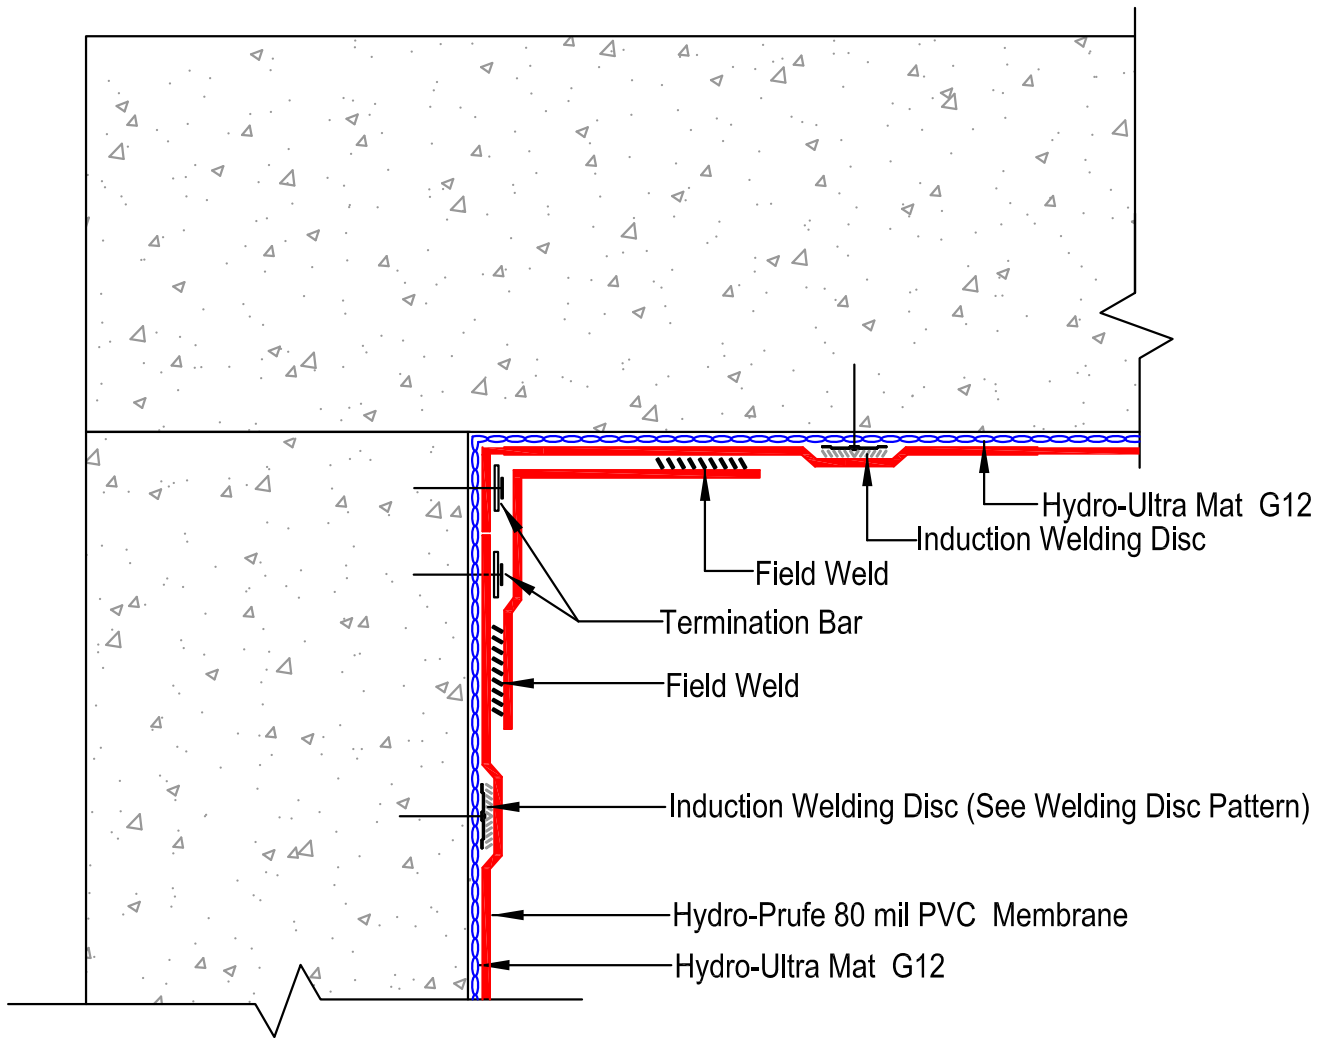 Hydro-Ultra Mat G12
Induction Welding Disc
Field Weld
Termination Bar
Field Weld
Induction Welding Disc (See Welding Disc Pattern)
Hydro-Prufe 80 mil PVC Membrane
Hydro-Ultra Mat G12